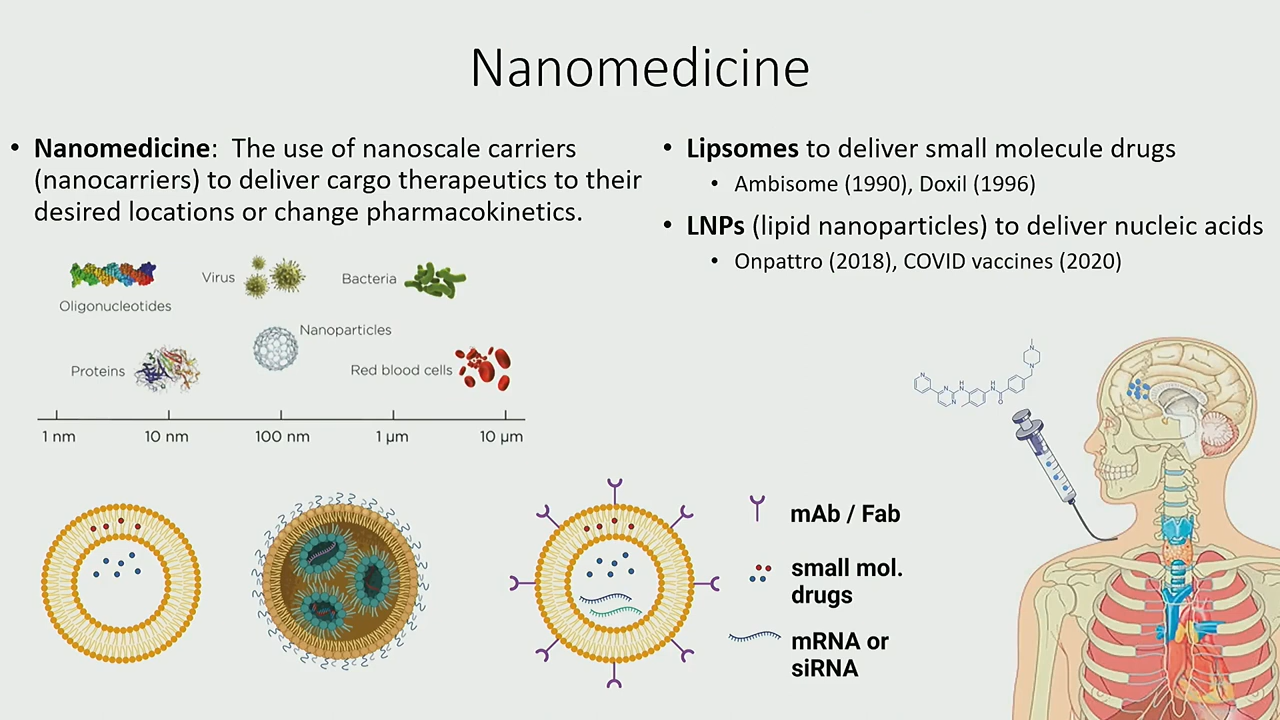 Nanomedicine
• Nanomedicine: The use of nanoscale carriers
(nanocarriers) to deliver cargo therapeutics to their
desired locations or change pharmacokinetics.
• Lipsomes to deliver small molecule drugs
• Ambisome (1990), Doxil (1996)
• LNPs (lipid nanoparticles) to deliver nucleic acids
• Onpattro (2018), COVID vaccines (2020)
Oligonucleotides
Virus
Bacteria
Nanoparticles
Proteins
Red blood cells
1 nm
10 nm
100 nm
1 µm
10 µm
mAb / Fab
small mol.
drugs
mRNA or
siRNA